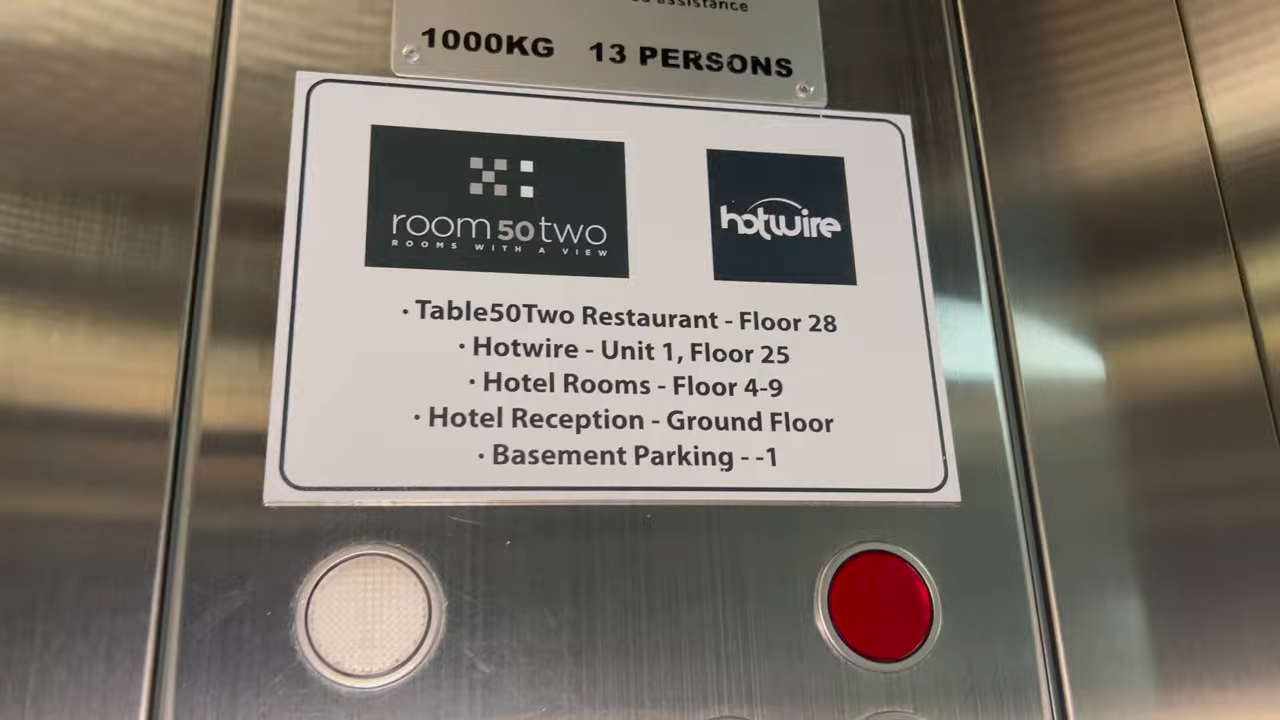 assistance
1000KG 13 PERSONS
room50two
ROOMS WITH A VIEW
hotwire
· Table50Two Restaurant - Floor 28
· Hotwire - Unit 1, Floor 25
· Hotel Rooms - Floor 4-9
· Hotel Reception - Ground Floor
· Basement Parking - -1